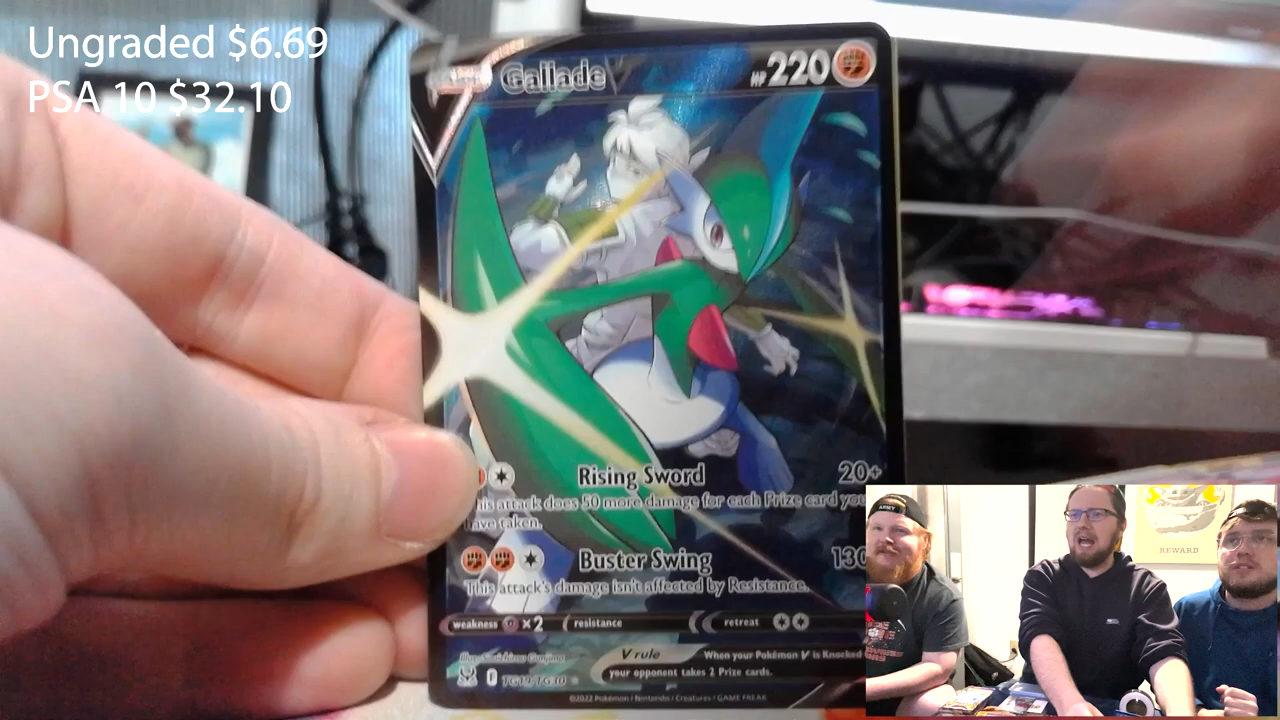 Ungraded $6.69
PSA 10 $32.10
Gallade V
HP 220
Rising Sword 20+
This attack does 50 more damage for each Prize card you
have taken.
Buster Swing 130
This attack's damage isn't affected by Resistance.
weakness ×2 resistance retreat
V rule When your Pokémon V is Knocked
your opponent takes 2 Prize cards.
TG19/TG30
©2022 Pokémon / Nintendo / Creatures / GAME FREAK
ARMY
REWARD